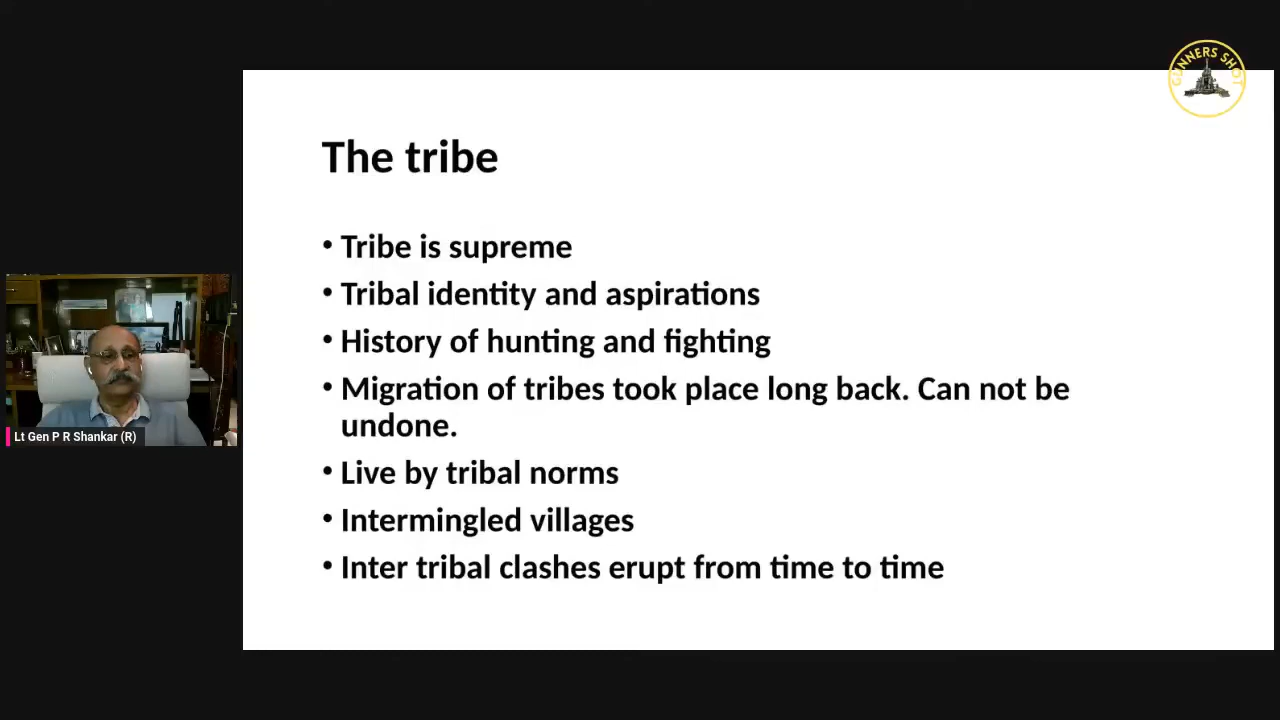 GUNNERS SHOT
The tribe
• Tribe is supreme
• Tribal identity and aspirations
• History of hunting and fighting
• Migration of tribes took place long back. Can not be
undone.
• Live by tribal norms
• Intermingled villages
• Inter tribal clashes erupt from time to time
Lt Gen P R Shankar (R)